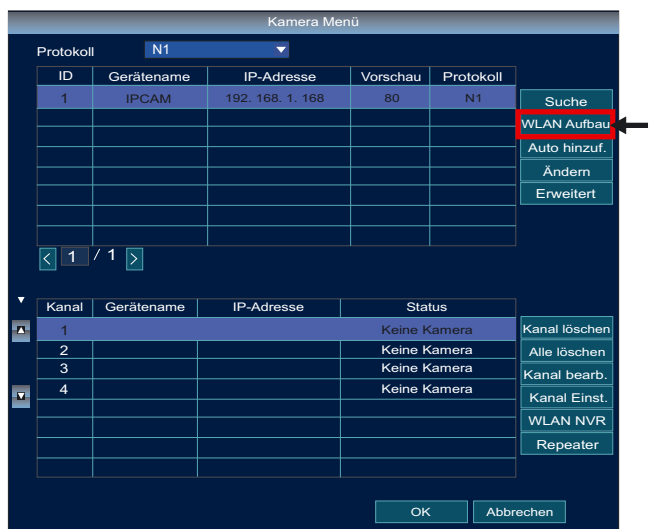 Kamera Menü
Protokoll N1
ID Gerätename IP-Adresse Vorschau Protokoll
1 IPCAM 192. 168. 1. 168 80 N1
Suche
WLAN Aufbau
Auto hinzuf.
Ändern
Erweitert
< 1 / 1 >
Kanal Gerätename IP-Adresse Status
1 Keine Kamera
2 Keine Kamera
3 Keine Kamera
4 Keine Kamera
Kanal löschen
Alle löschen
Kanal bearb.
Kanal Einst.
WLAN NVR
Repeater
OK Abbrechen